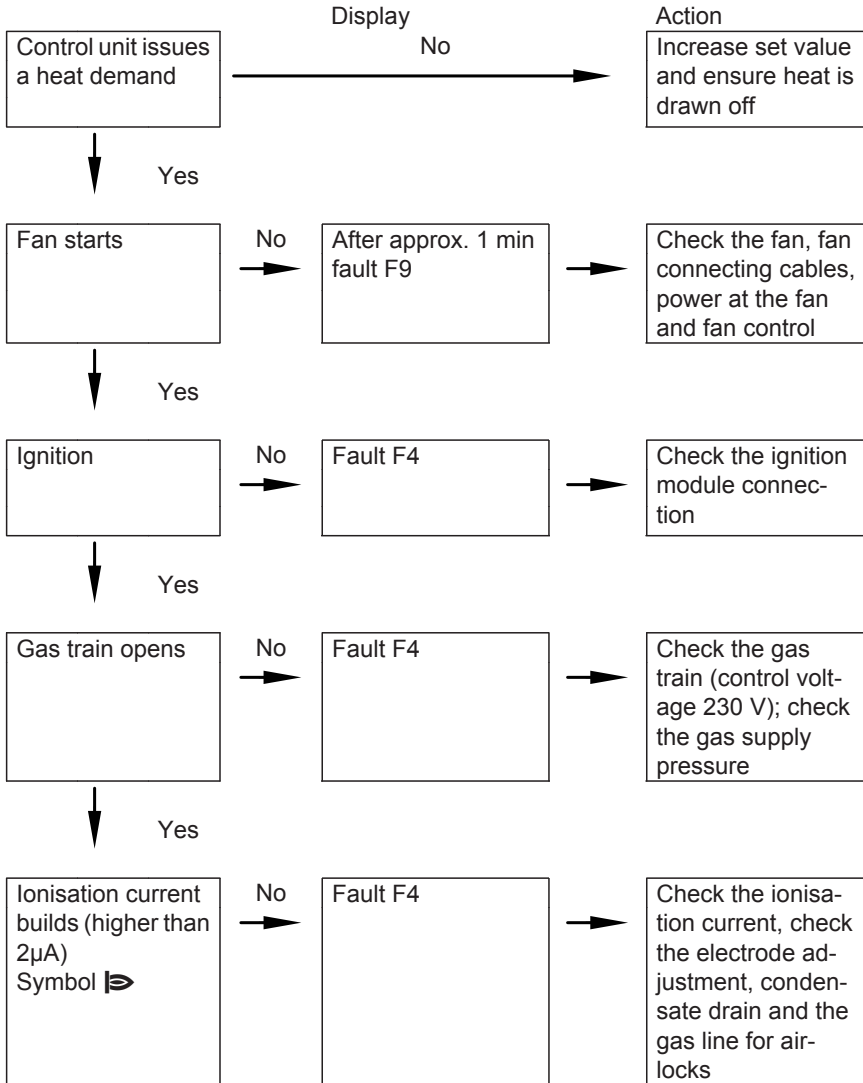 Display
Action
Control unit issues
a heat demand
No
Increase set value
and ensure heat is
drawn off
Yes
Fan starts
No
After approx. 1 min
fault F9
Check the fan, fan
connecting cables,
power at the fan
and fan control
Yes
Ignition
No
Fault F4
Check the ignition
module connec-
tion
Yes
Gas train opens
No
Fault F4
Check the gas
train (control volt-
age 230 V); check
the gas supply
pressure
Yes
Ionisation current
builds (higher than
2µA)
Symbol
No
Fault F4
Check the ionisa-
tion current, check
the electrode ad-
justment, conden-
sate drain and the
gas line for air-
locks